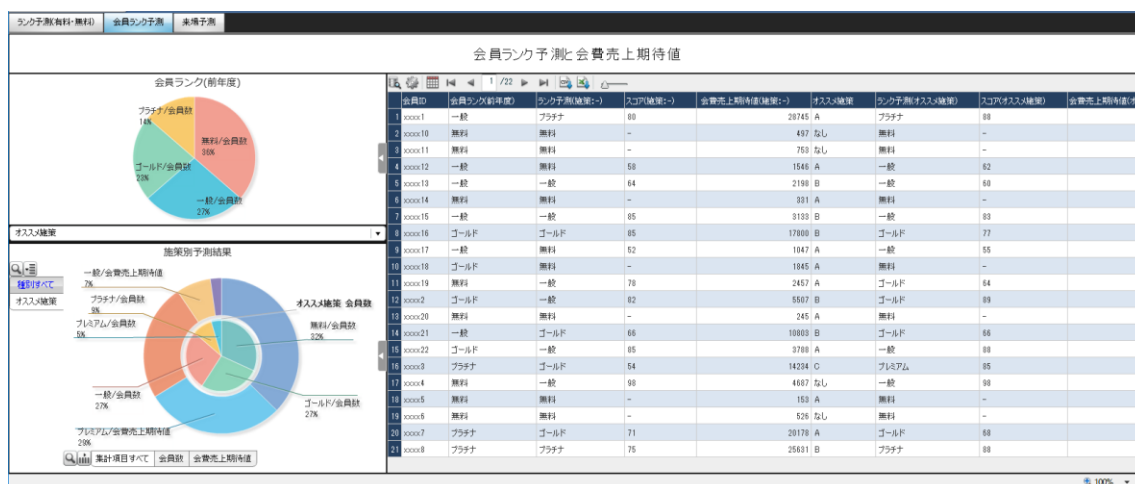 ランク予測(有料・無料) 会員ランク予測 来場予測
会員ランク予測と会費売上期待値
会員ランク(前年度)
プラチナ/会員数
14%
無料/会員数
36%
ゴールド/会員数
23%
一般/会員数
27%
オススメ施策
施策別予測結果
種別すべて
オススメ施策
一般/会費売上期待値
7%
プラチナ/会員数
9%
プレミアム/会員数
5%
オススメ施策 会員数
無料/会員数
32%
一般/会員数
27%
ゴールド/会員数
27%
プレミアム/会費売上期待値
29%
集計項目すべて 会員数 会費売上期待値
1 /22
会員ID 会員ランク(前年度) ランク予測(施策:-) スコア(施策:-) 会費売上期待値(施策:-) オススメ施策 ランク予測(オススメ施策) スコア(オススメ施策) 会費売上期待値(オ
1 xxxx1 一般 プラチナ 80 28745 A プラチナ 88
2 xxxx10 無料 無料 - 497 なし 無料 -
3 xxxx11 無料 無料 - 753 なし 無料 -
4 xxxx12 一般 一般 58 1546 A 一般 62
5 xxxx13 一般 一般 64 2198 B 一般 60
6 xxxx14 無料 無料 - 331 A 無料 -
7 xxxx15 一般 一般 85 3133 B 一般 83
8 xxxx16 ゴールド ゴールド 85 17800 B ゴールド 77
9 xxxx17 一般 無料 52 1047 A 一般 55
10 xxxx18 ゴールド 無料 - 1845 A 無料 -
11 xxxx19 無料 一般 78 2457 A ゴールド 64
12 xxxx2 ゴールド 一般 82 5507 B ゴールド 89
13 xxxx20 無料 無料 - 245 A 無料 -
14 xxxx21 一般 ゴールド 66 10803 B ゴールド 66
15 xxxx22 ゴールド 一般 85 3788 A 一般 88
16 xxxx3 プラチナ ゴールド 54 14234 C プレミアム 85
17 xxxx4 無料 一般 98 4687 なし 一般 98
18 xxxx5 無料 無料 - 153 A 無料 -
19 xxxx6 無料 無料 - 526 なし 無料 -
20 xxxx7 プラチナ ゴールド 71 20178 A ゴールド 68
21 xxxx8 プラチナ プラチナ 75 25631 B プラチナ 88
100%